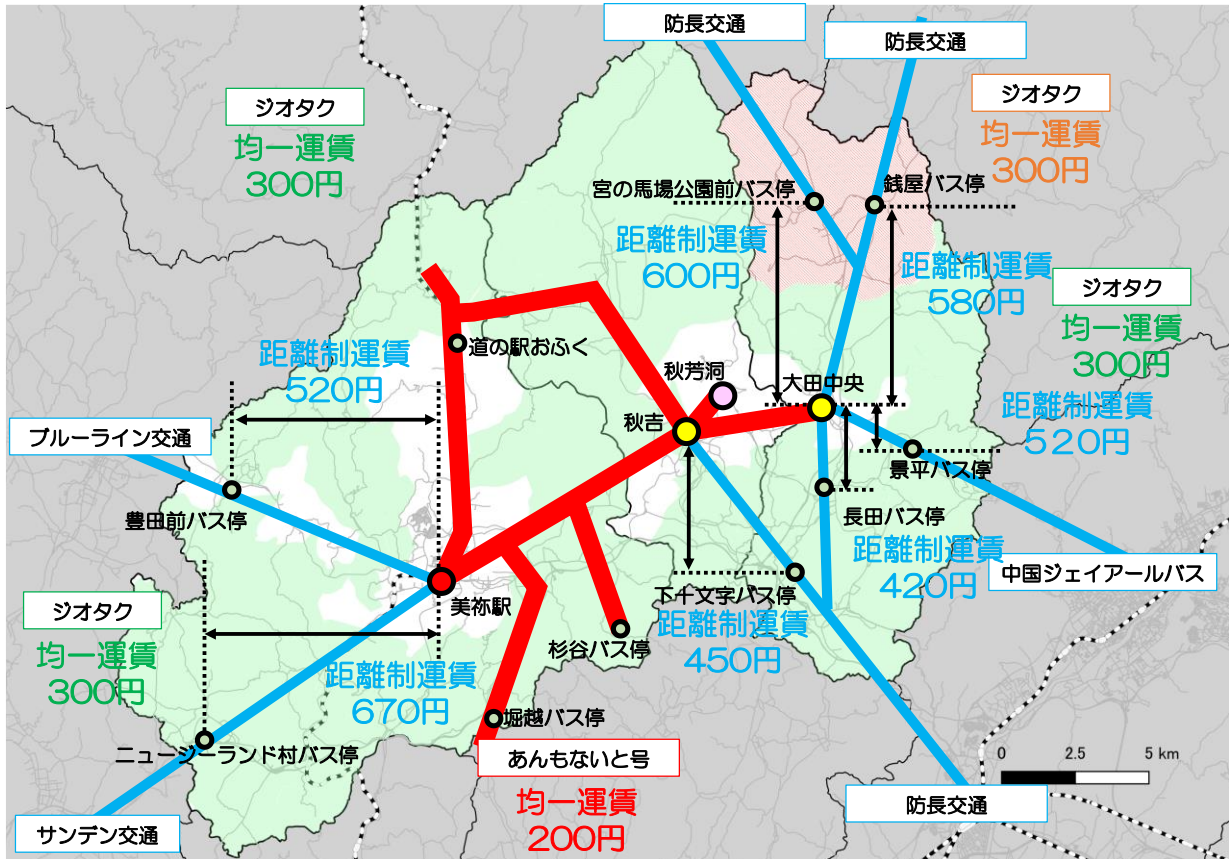 防長交通
防長交通
ジオタク
均一運賃
300円
ジオタク
均一運賃
300円
宮の馬場公園前バス停
銭屋バス停
距離制運賃
600円
距離制運賃
580円
ジオタク
均一運賃
300円
道の駅おふく
距離制運賃
520円
秋芳洞
大田中央
秋吉
距離制運賃
520円
ブルーライン交通
景平バス停
豊田前バス停
長田バス停
距離制運賃
420円
中国ジェイアールバス
美祢駅
下十文字バス停
距離制運賃
450円
ジオタク
均一運賃
300円
杉谷バス停
距離制運賃
670円
堀越バス停
ニュージーランド村バス停
あんもないと号
均一運賃
200円
0 2.5 5 km
防長交通
サンデン交通